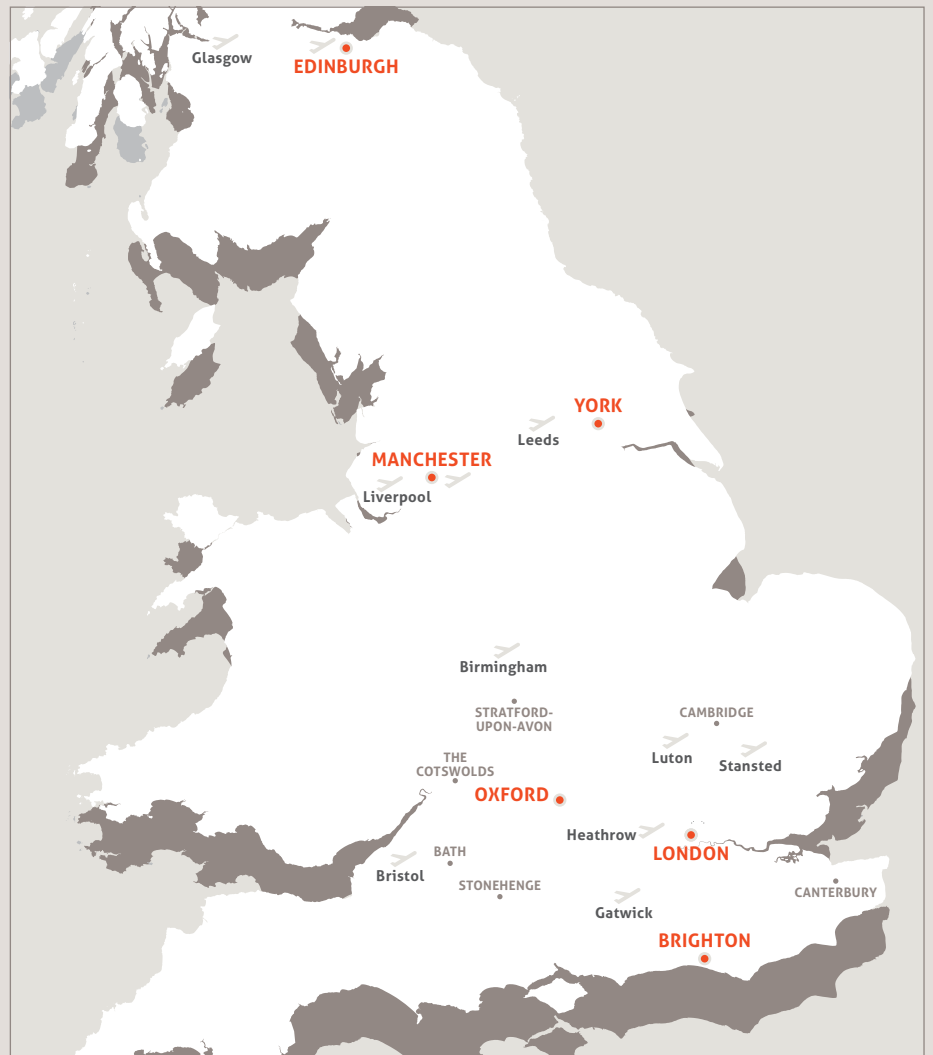 Glasgow
EDINBURGH
YORK
Leeds
MANCHESTER
Liverpool
Birmingham
STRATFORD-
UPON-AVON
CAMBRIDGE
Luton
Stansted
THE
COTSWOLDS
OXFORD
Heathrow
LONDON
BATH
Bristol
STONEHENGE
CANTERBURY
Gatwick
BRIGHTON